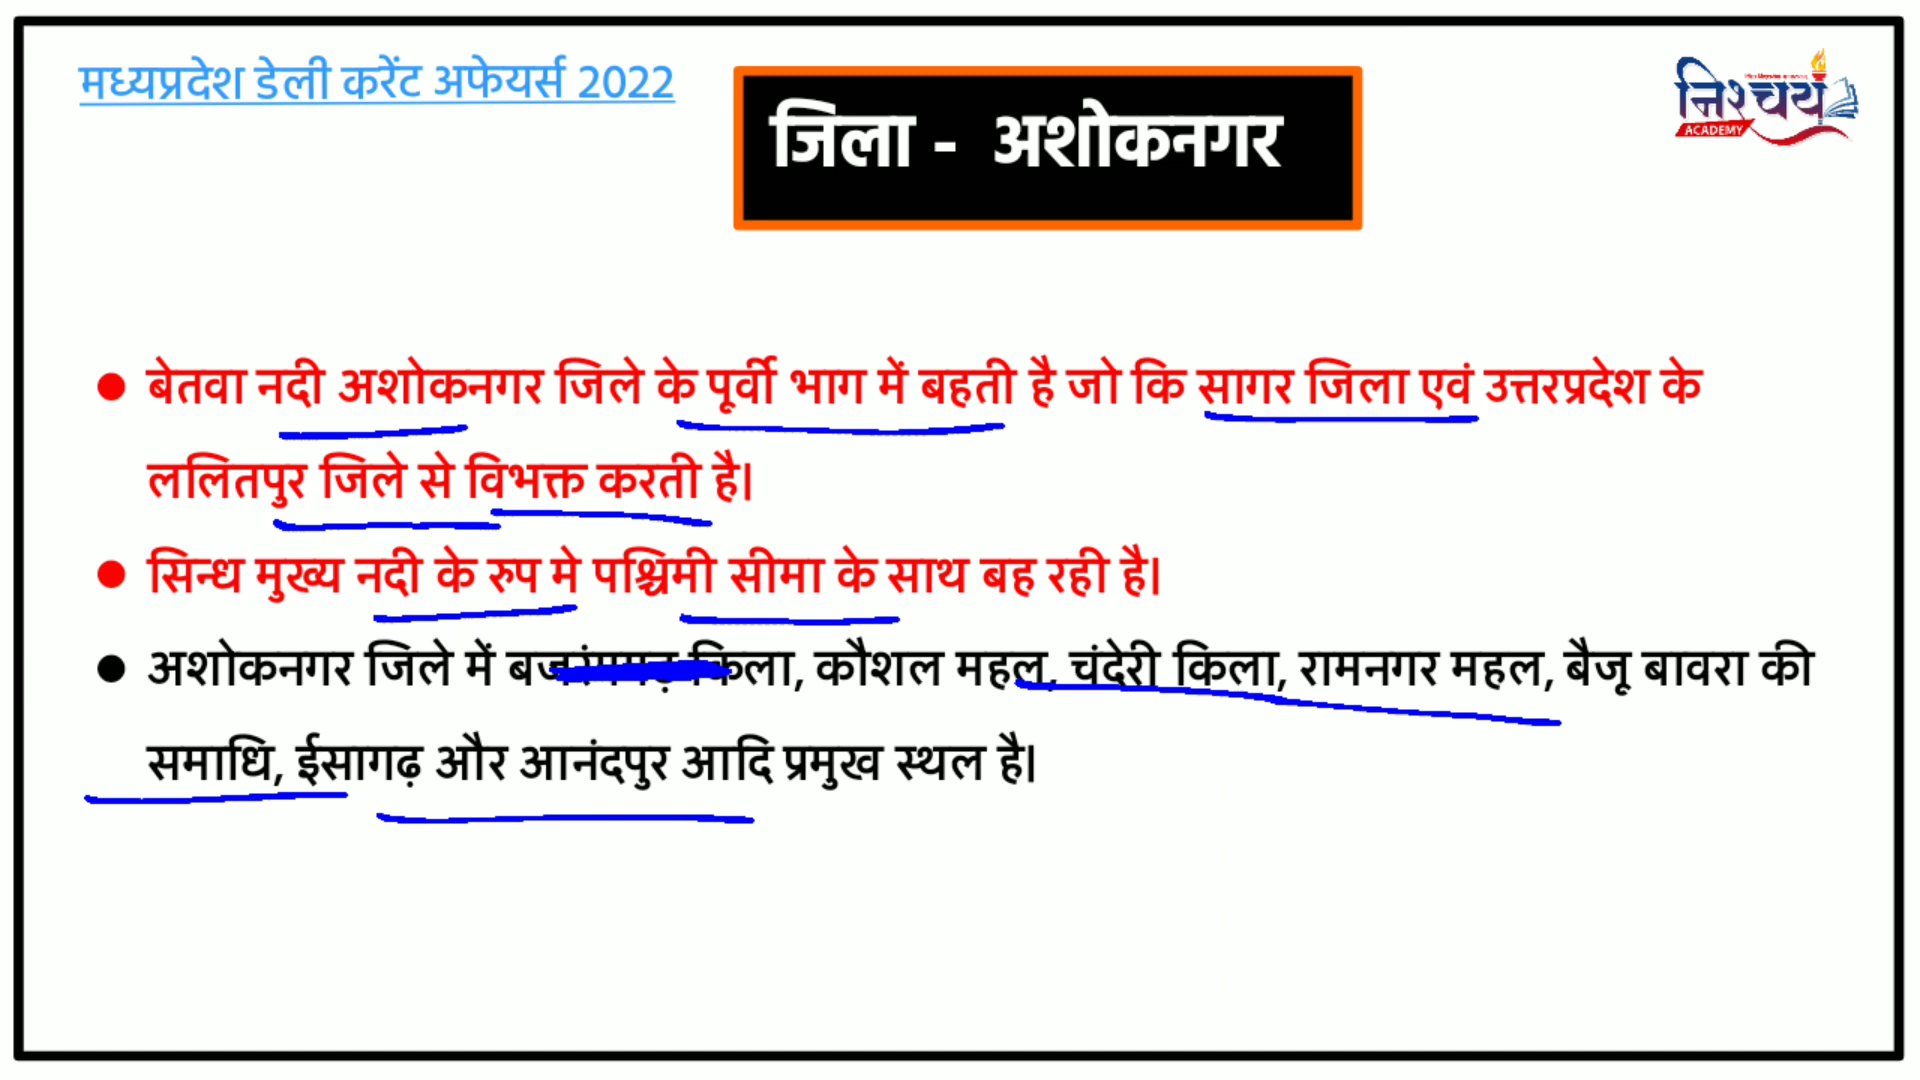 मध्यप्रदेश डेली करेंट अफेयर्स 2022
जिला - अशोकनगर
निश्चय
ACADEMY
बेतवा नदी अशोकनगर जिले के पूर्वी भाग में बहती है जो कि सागर जिला एवं उत्तरप्रदेश के
ललितपुर जिले से विभक्त करती है।
सिन्ध मुख्य नदी के रुप मे पश्चिमी सीमा के साथ बह रही है।
अशोकनगर जिले में किला, कौशल महल, चंदेरी किला, रामनगर महल, बैजू बावरा की
समाधि, ईसागढ़ और आनंदपुर आदि प्रमुख स्थल है।